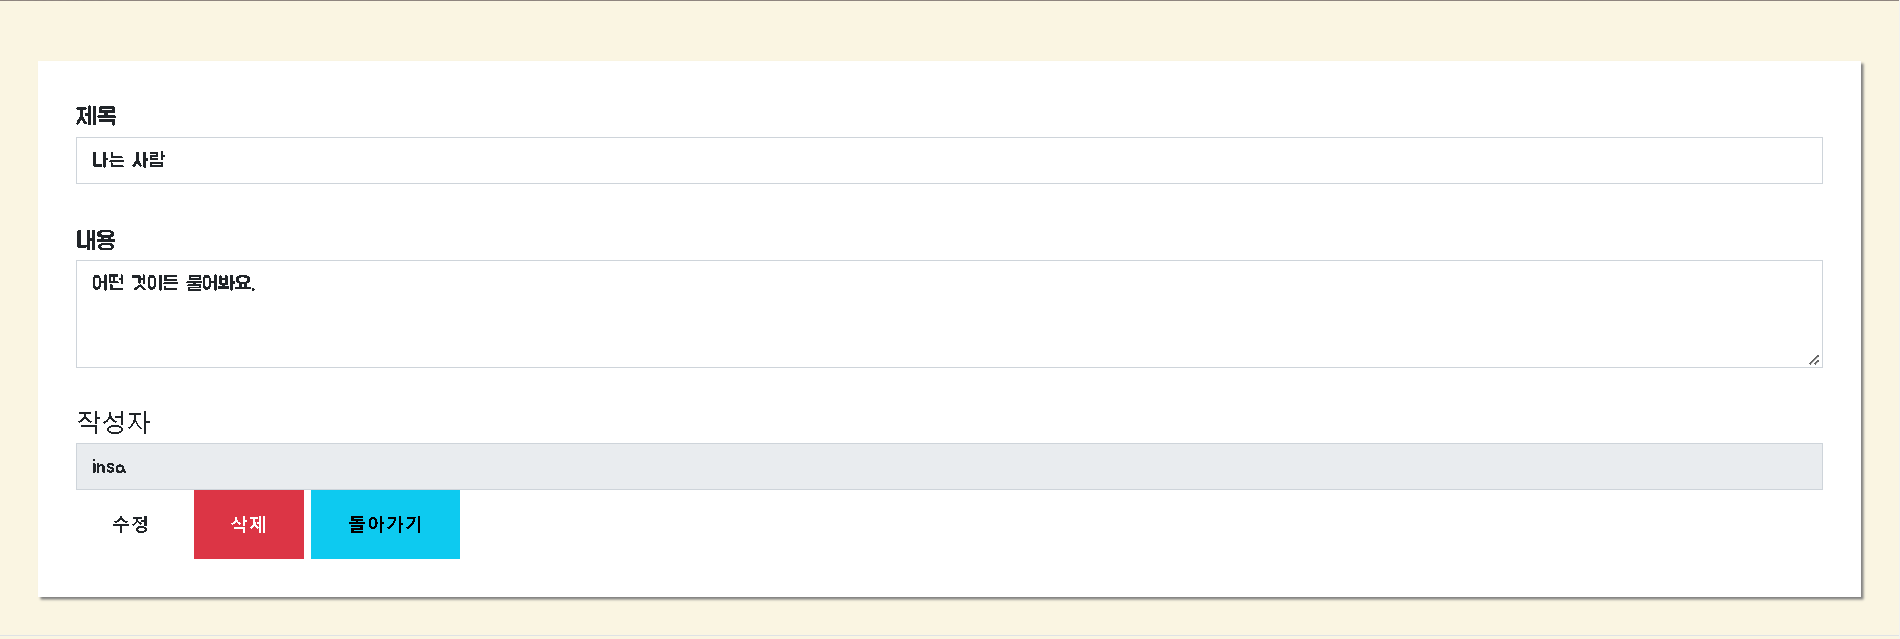 제목
나는 사람
내용
어떤 것이든 물어봐요.
작성자
insa
수정 삭제 돌아가기